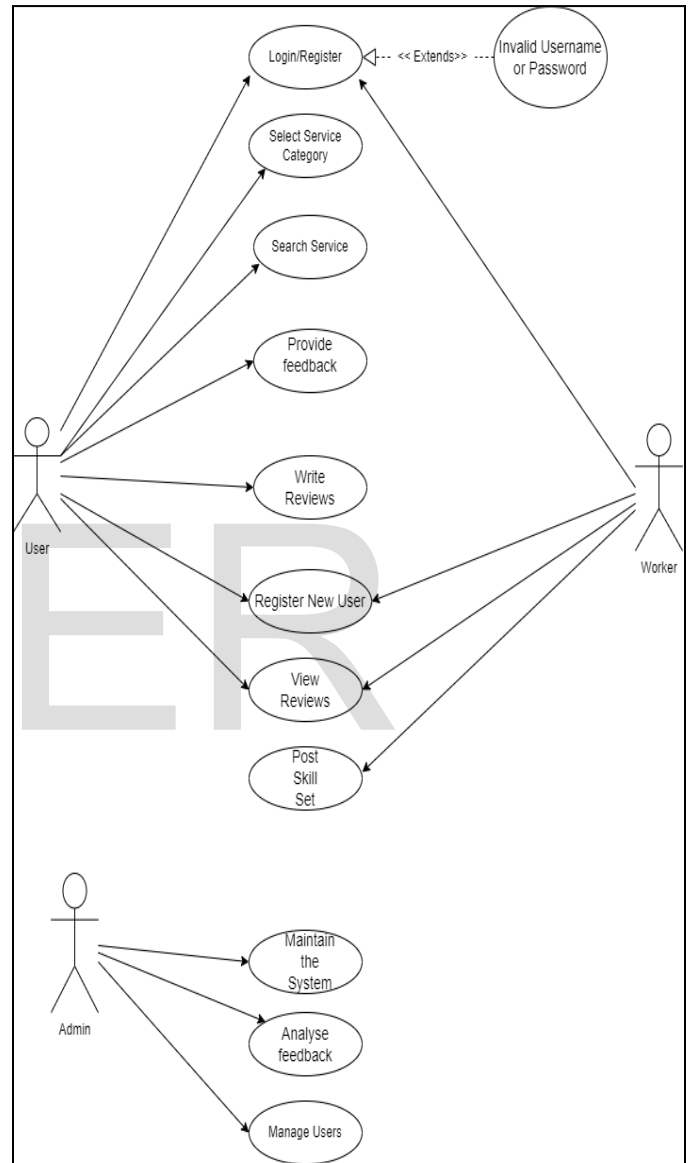 Login/Register
<< Extends>>
Invalid Username
or Password
Select Service
Category
Search Service
Provide
feedback
Write
Reviews
User
Worker
Register New User
View
Reviews
Post
Skill
Set
ER
Maintain
the
System
Admin
Analyse
feedback
Manage Users